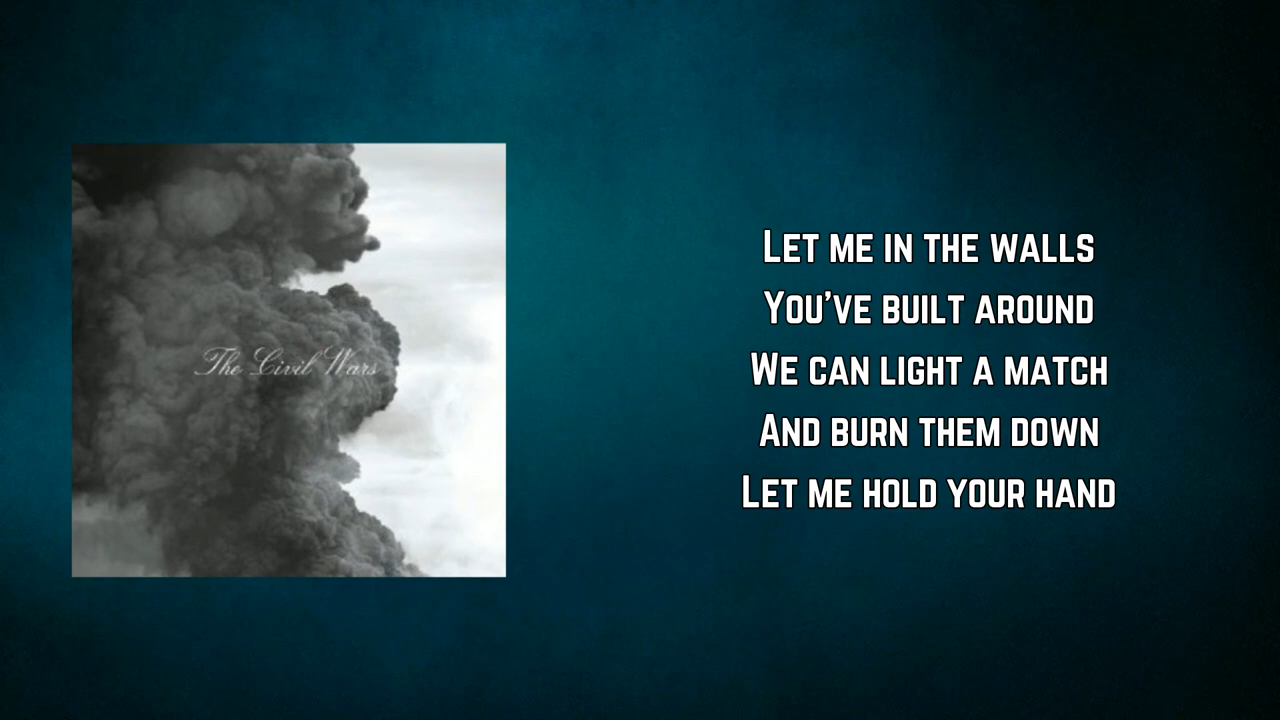 The Civil Wars
LET ME IN THE WALLS
YOU'VE BUILT AROUND
WE CAN LIGHT A MATCH
AND BURN THEM DOWN
LET ME HOLD YOUR HAND